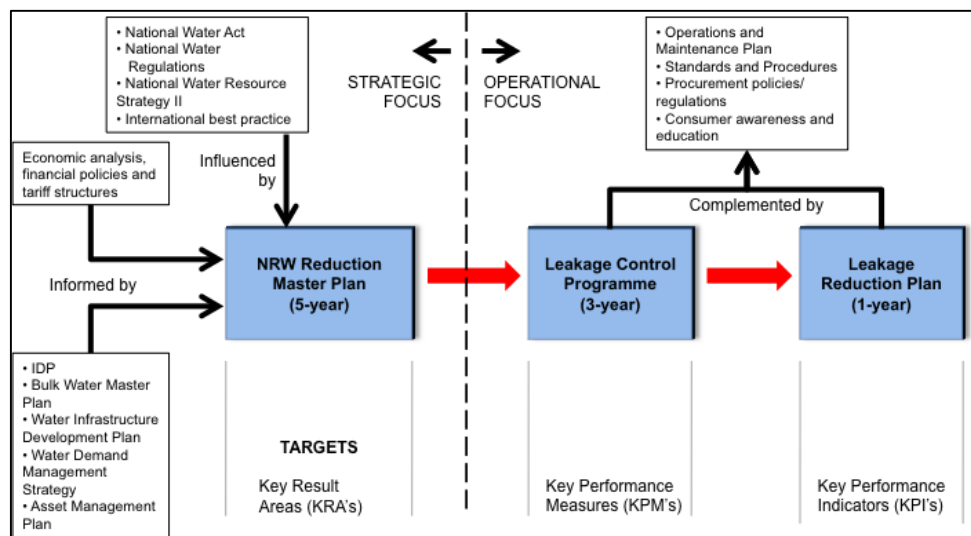 • National Water Act
• National Water
Regulations
• National Water Resource
Strategy II
• International best practice
STRATEGIC
FOCUS
OPERATIONAL
FOCUS
• Operations and
Maintenance Plan
• Standards and Procedures
• Procurement policies/
regulations
• Consumer awareness and
education
Economic analysis,
financial policies and
tariff structures
Influenced
by
Complemented by
Informed by
NRW Reduction
Master Plan
(5-year)
Leakage Control
Programme
(3-year)
Leakage
Reduction Plan
(1-year)
• IDP
• Bulk Water Master
Plan
• Water Infrastructure
Development Plan
• Water Demand
Management
Strategy
• Asset Management
Plan
TARGETS
Key Result
Areas (KRA's)
Key Performance
Measures (KPM's)
Key Performance
Indicators (KPI's)